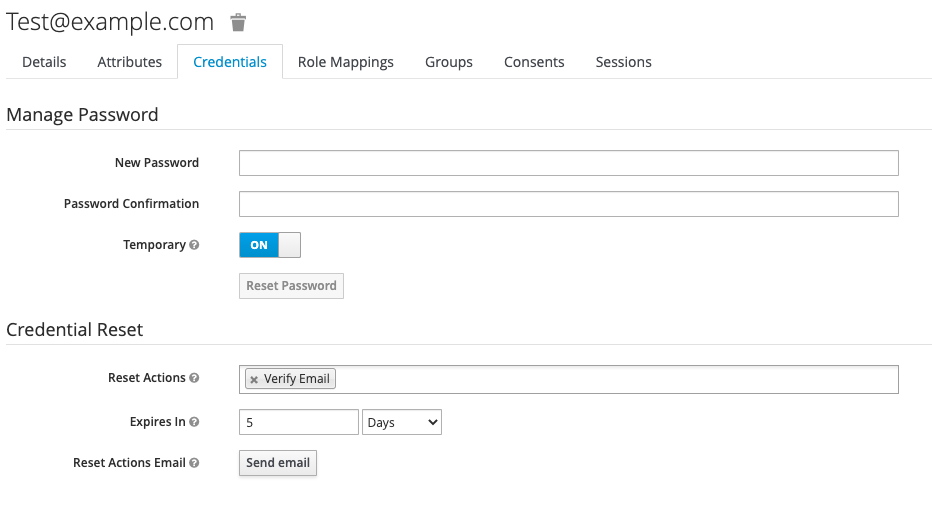 Test@example.com
Details Attributes Credentials Role Mappings Groups Consents Sessions
Manage Password
New Password
Password Confirmation
Temporary ? ON
Reset Password
Credential Reset
Reset Actions ? × Verify Email
Expires In ? 5 Days
Reset Actions Email ? Send email